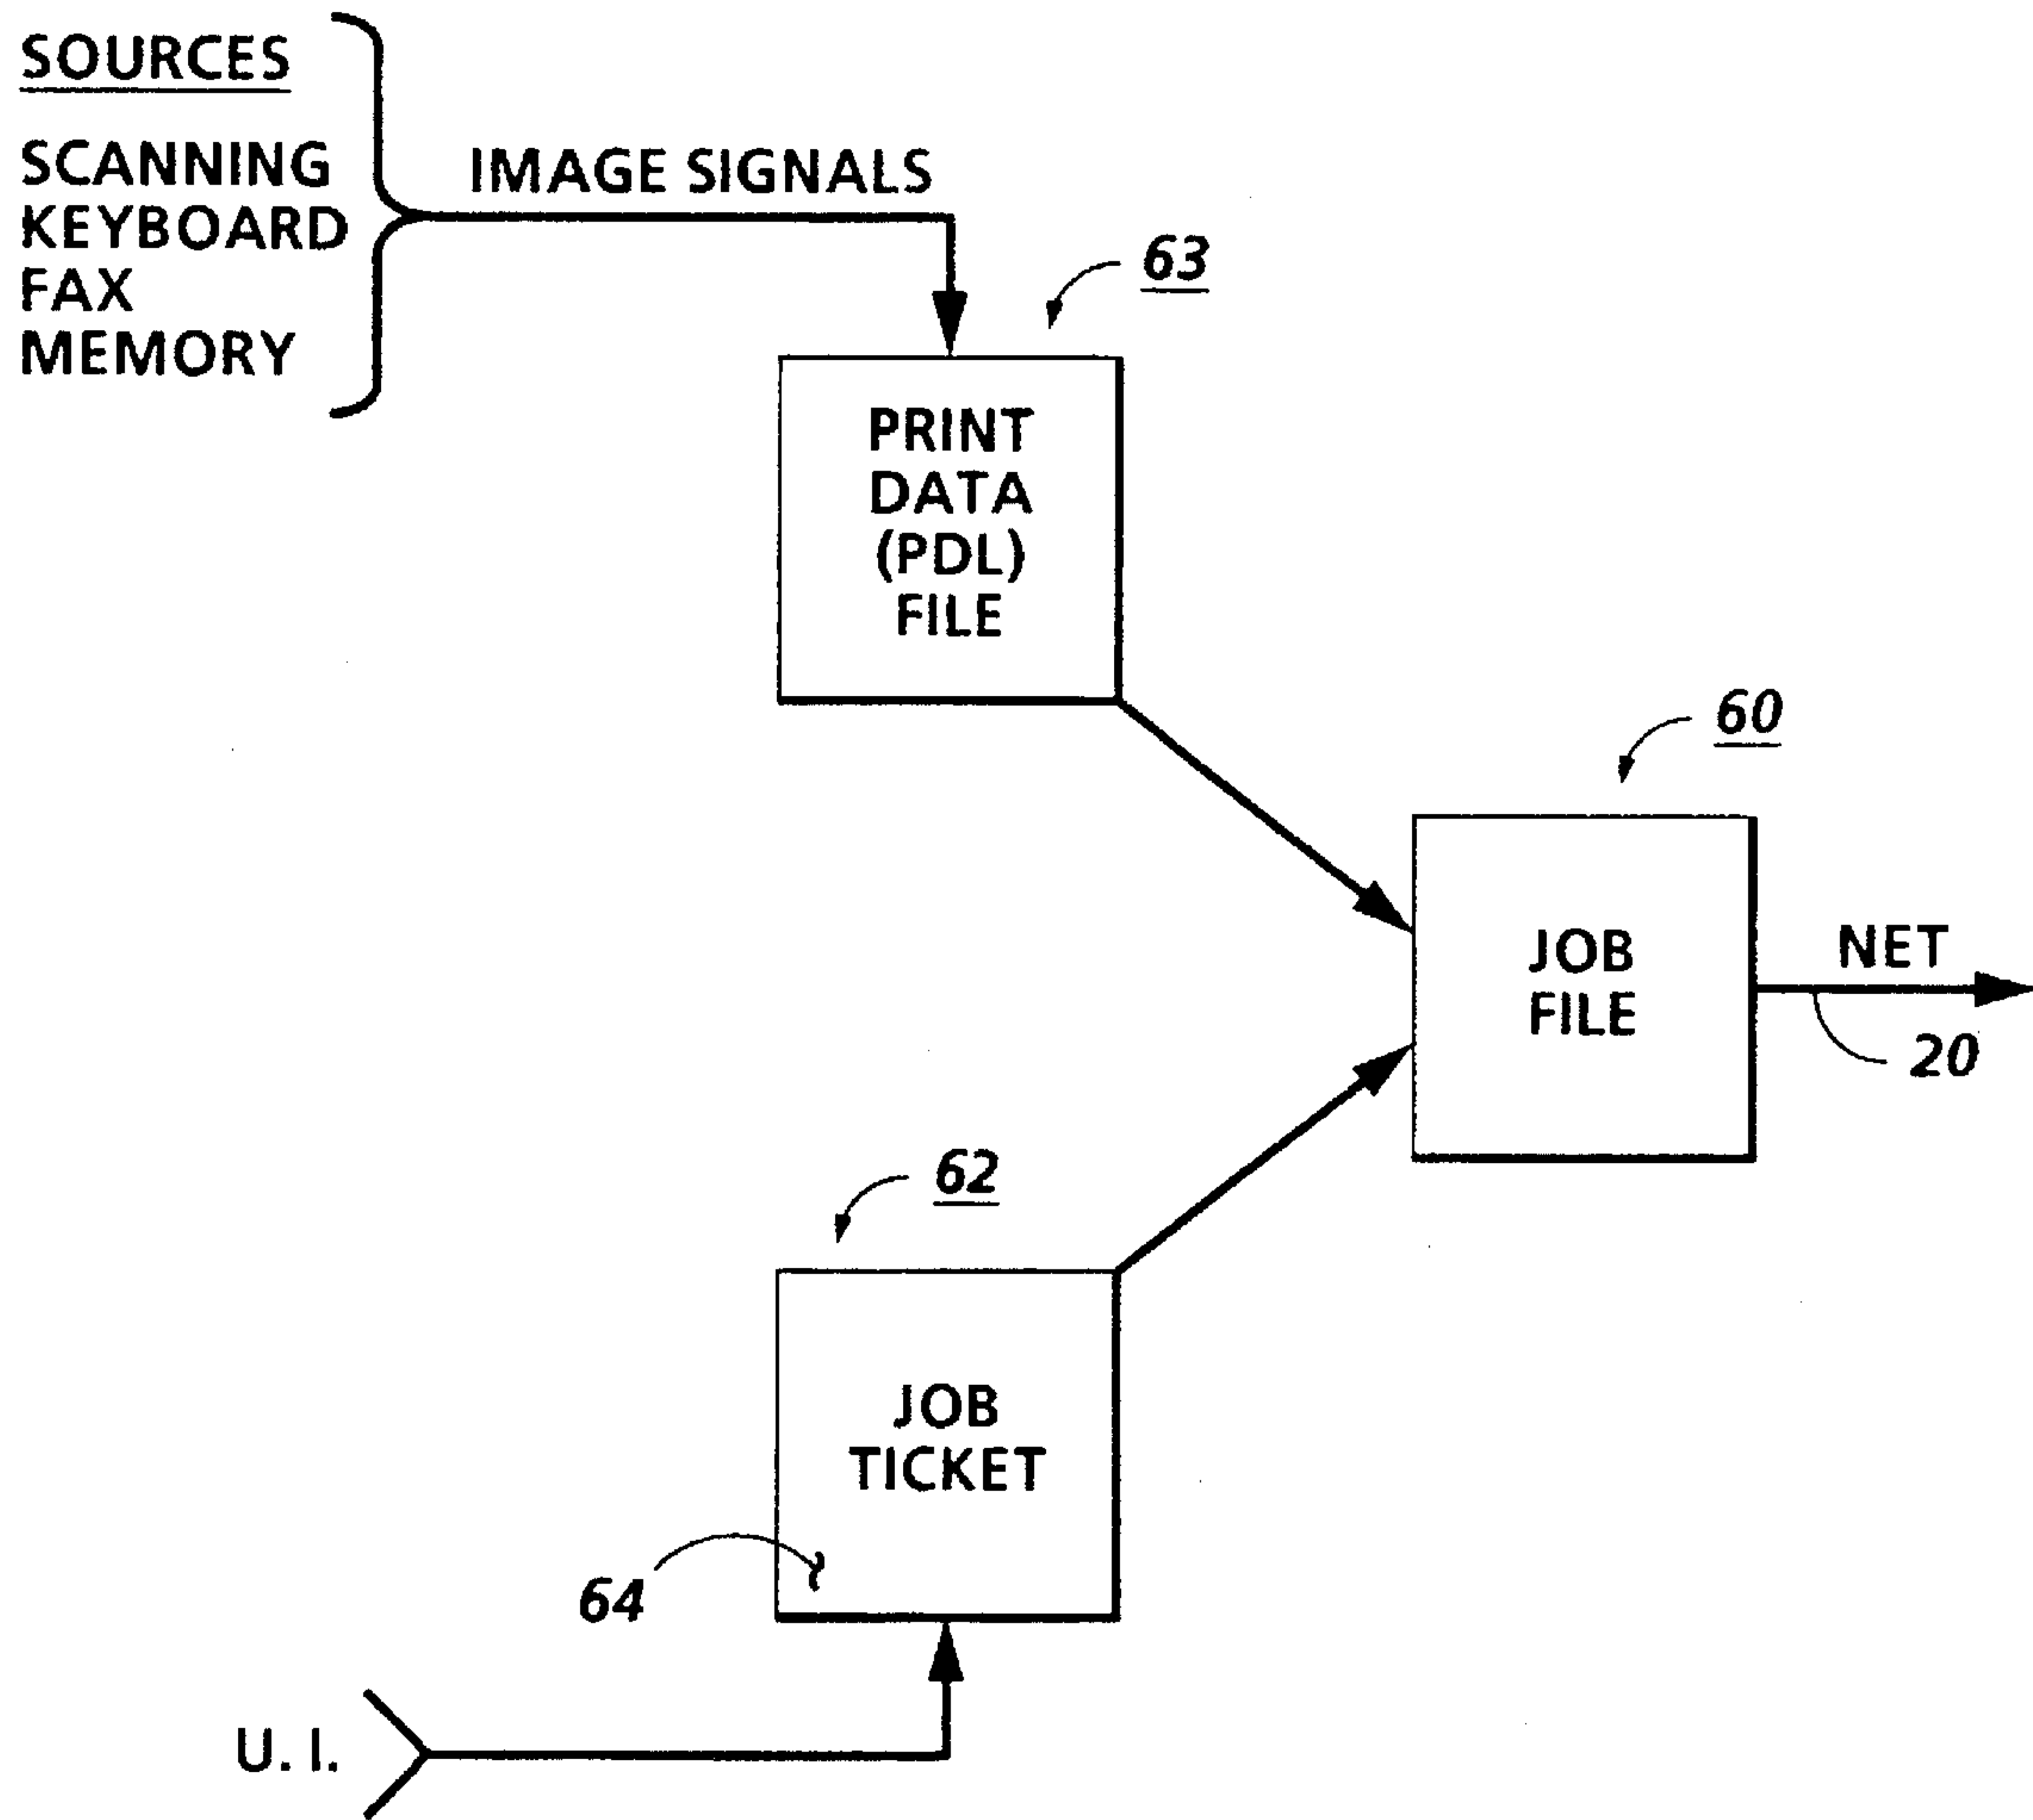 SOURCES
SCANNING
KEYBOARD
FAX
MEMORY
IMAGE SIGNALS
63
PRINT
DATA
(PDL)
FILE
60
JOB
FILE
NET
20
62
JOB
TICKET
64
U. I.